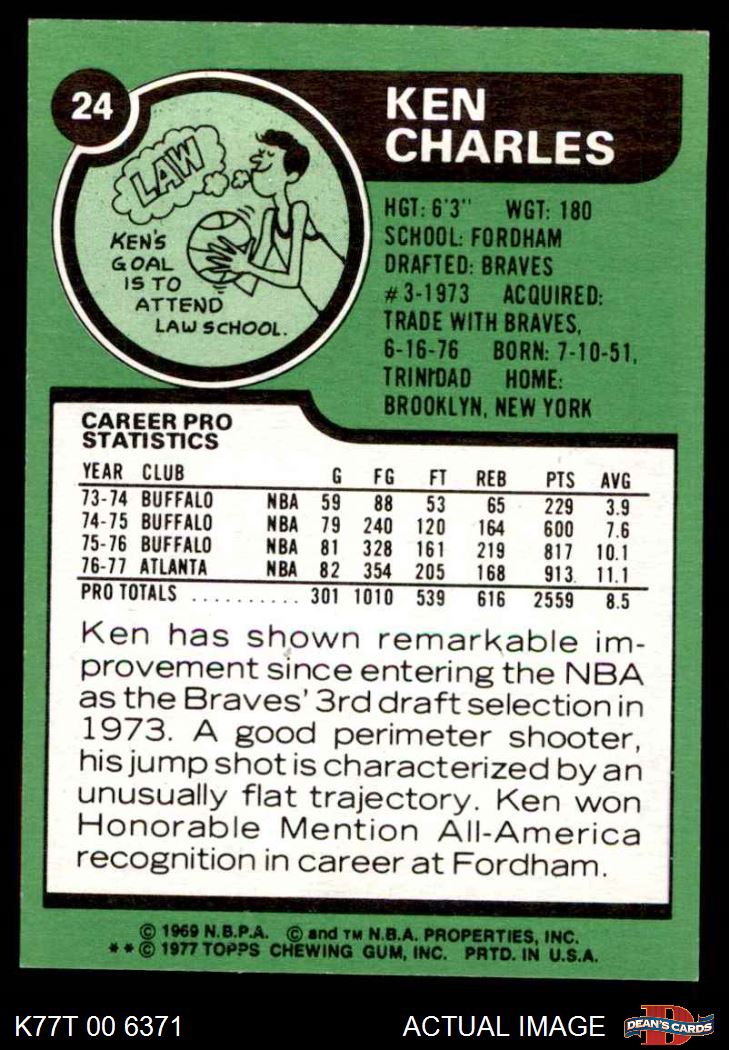 24
KEN
CHARLES
LAW
KEN'S
GOAL
IS TO
ATTEND
LAW SCHOOL.
HGT: 6'3" WGT: 180
SCHOOL: FORDHAM
DRAFTED: BRAVES
#3-1973 ACQUIRED:
TRADE WITH BRAVES,
6-16-76 BORN: 7-10-51,
TRINIDAD HOME:
BROOKLYN, NEW YORK
CAREER PRO
STATISTICS
YEAR CLUB G FG FT REB PTS AVG
73-74 BUFFALO NBA 59 88 53 65 229 3.9
74-75 BUFFALO NBA 79 240 120 164 600 7.6
75-76 BUFFALO NBA 81 328 161 219 817 10.1
76-77 ATLANTA NBA 82 354 205 168 913 11.1
PRO TOTALS .......... 301 1010 539 616 2559 8.5
Ken has shown remarkable im-
provement since entering the NBA
as the Braves' 3rd draft selection in
1973. A good perimeter shooter,
his jump shot is characterized by an
unusually flat trajectory. Ken won
Honorable Mention All-America
recognition in career at Fordham.
© 1969 N.B.P.A. © and TM N.B.A. PROPERTIES, INC.
**© 1977 TOPPS CHEWING GUM, INC. PRTD. IN U.S.A.
K77T 00 6371 ACTUAL IMAGE D DEAN'S CARDS